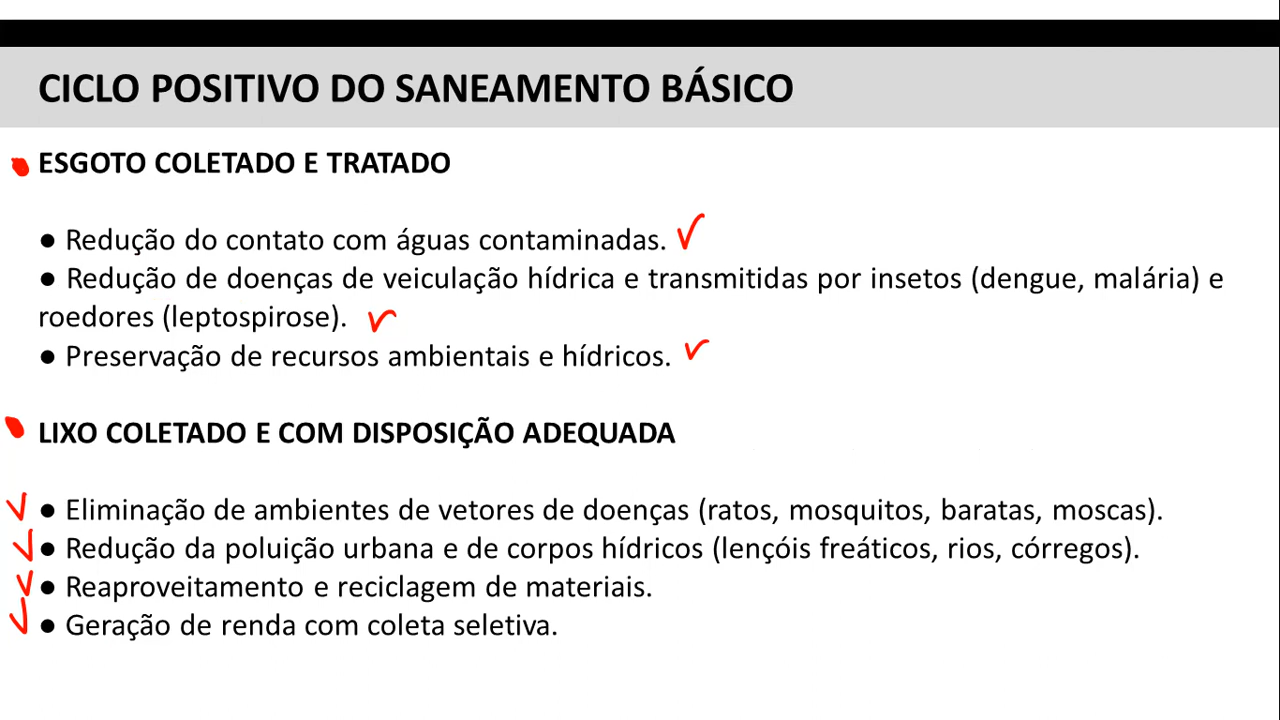 CICLO POSITIVO DO SANEAMENTO BÁSICO
ESGOTO COLETADO E TRATADO
● Redução do contato com águas contaminadas.
● Redução de doenças de veiculação hídrica e transmitidas por insetos (dengue, malária) e
roedores (leptospirose).
● Preservação de recursos ambientais e hídricos.
LIXO COLETADO E COM DISPOSIÇÃO ADEQUADA
● Eliminação de ambientes de vetores de doenças (ratos, mosquitos, baratas, moscas).
● Redução da poluição urbana e de corpos hídricos (lençóis freáticos, rios, córregos).
● Reaproveitamento e reciclagem de materiais.
● Geração de renda com coleta seletiva.